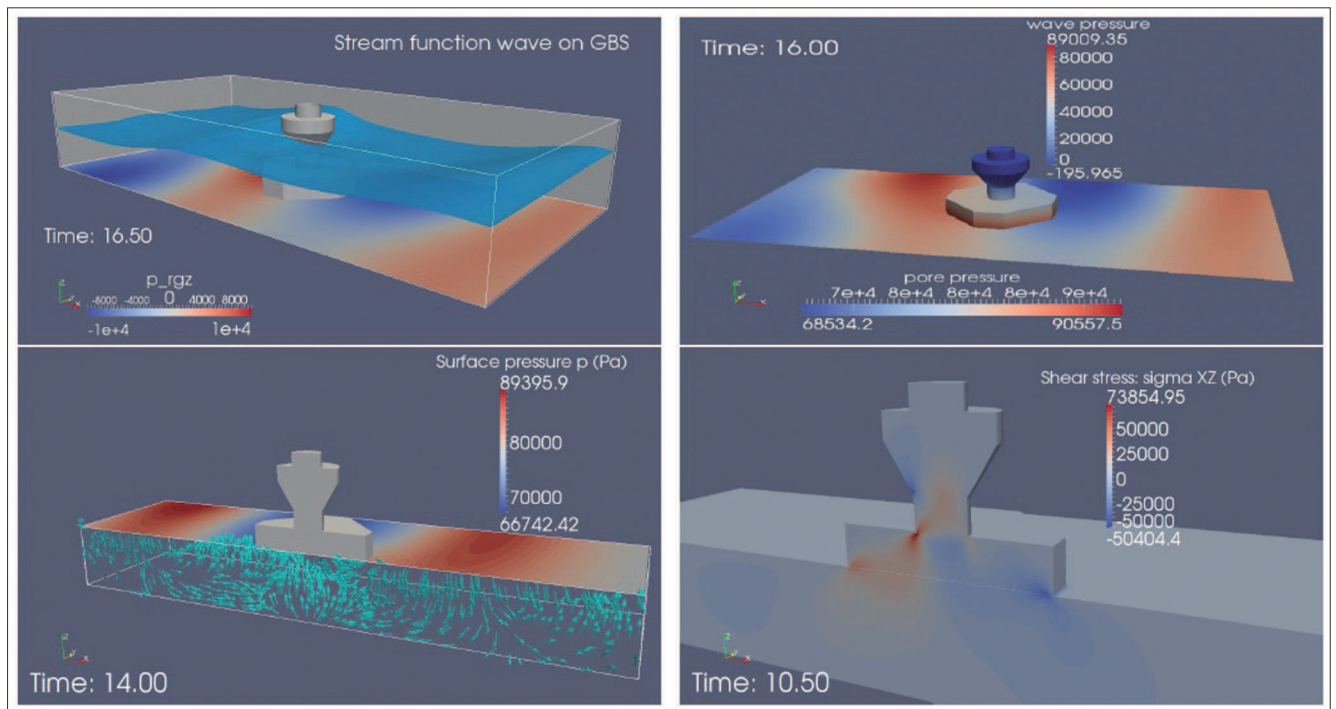 Stream function wave on GBS
Time: 16.50
p_rgz
-8000 -4000 0 4000 8000
-1e+4 1e+4
Time: 16.00
wave pressure
89009.35
80000
60000
40000
20000
0
-195.965
pore pressure
7e+4 8e+4 8e+4 8e+4 9e+4
68534.2 90557.5
Surface pressure p (Pa)
89395.9
80000
70000
66742.42
Time: 14.00
Shear stress: sigma XZ (Pa)
73854.95
50000
25000
0
-25000
-50000
-50404.4
Time: 10.50